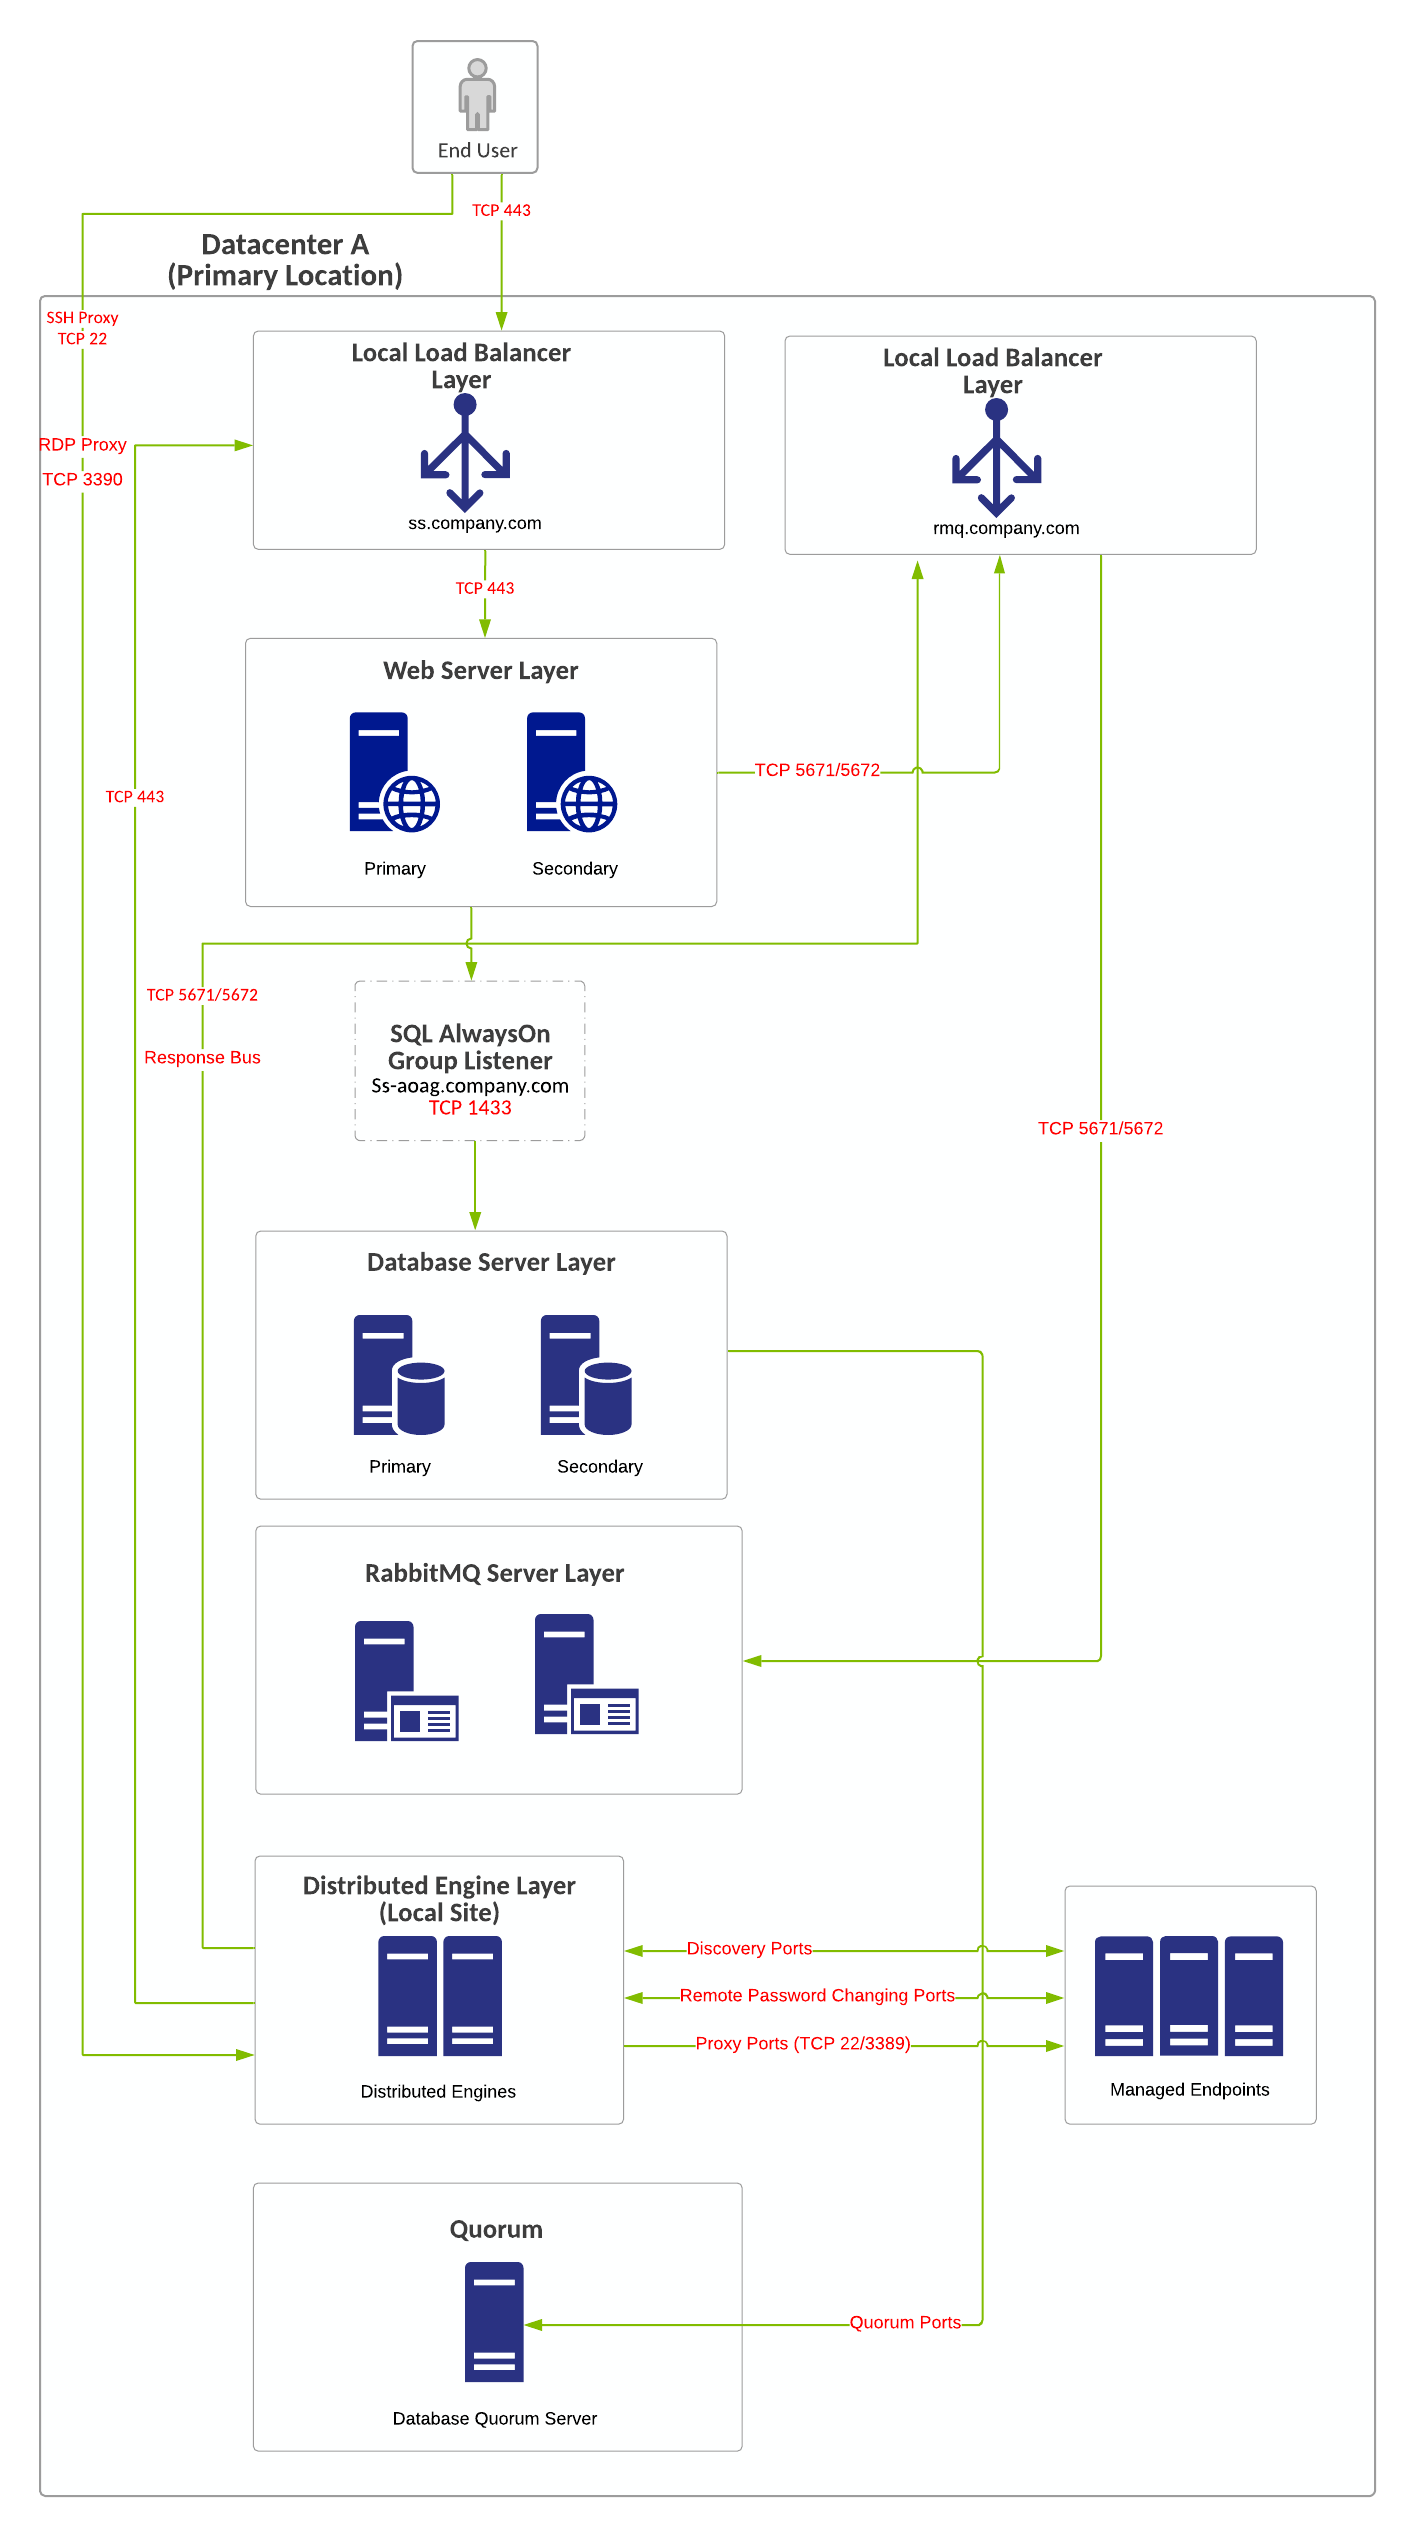 End User
TCP 443
Datacenter A
(Primary Location)
SSH Proxy
TCP 22
Local Load Balancer
Layer
ss.company.com
Local Load Balancer
Layer
rmq.company.com
RDP Proxy
TCP 3390
TCP 443
Web Server Layer
Primary
Secondary
TCP 5671/5672
TCP 443
TCP 5671/5672
Response Bus
SQL AlwaysOn
Group Listener
Ss-aoag.company.com
TCP 1433
TCP 5671/5672
Database Server Layer
Primary
Secondary
RabbitMQ Server Layer
Distributed Engine Layer
(Local Site)
Distributed Engines
Discovery Ports
Remote Password Changing Ports
Proxy Ports (TCP 22/3389)
Managed Endpoints
Quorum
Quorum Ports
Database Quorum Server